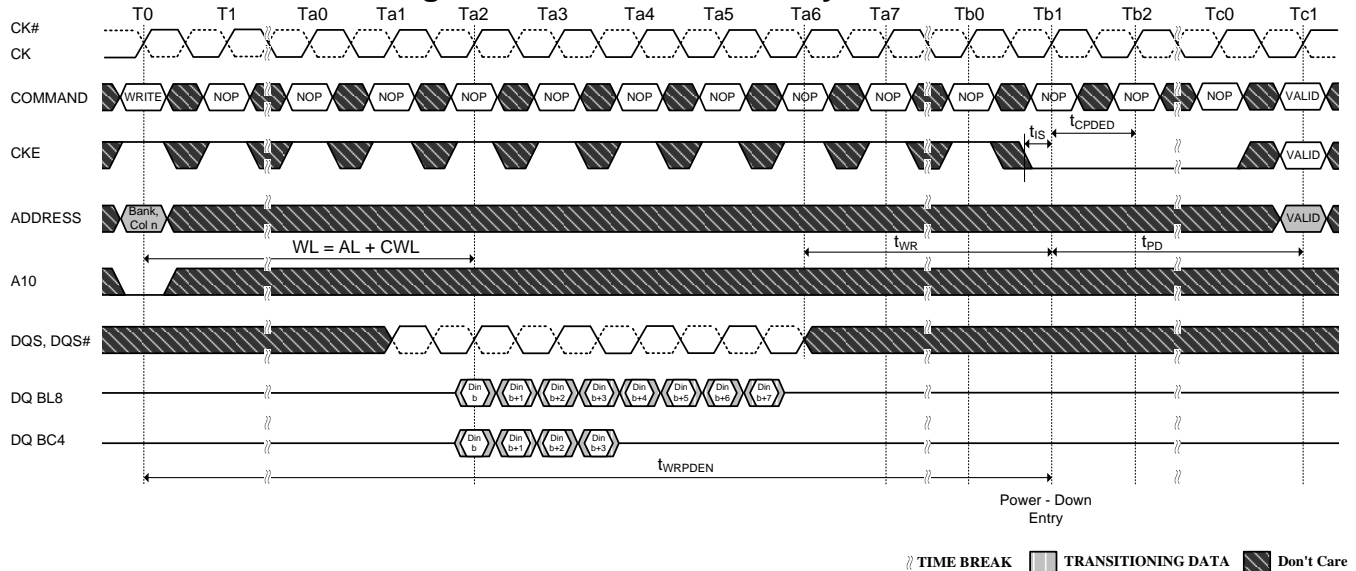 T0 T1 Ta0 Ta1 Ta2 Ta3 Ta4 Ta5 Ta6 Ta7 Tb0 Tb1 Tb2 Tc0 Tc1
CK#
CK
COMMAND WRITE NOP NOP NOP NOP NOP NOP NOP NOP NOP NOP NOP NOP NOP VALID
tIS tCPDED
CKE VALID
ADDRESS Bank, Col n VALID
WL = AL + CWL tWR tPD
A10
DQS, DQS#
DQ BL8 Din b Din b+1 Din b+2 Din b+3 Din b+4 Din b+5 Din b+6 Din b+7
DQ BC4 Din b Din b+1 Din b+2 Din b+3
tWRPDEN
Power - Down
Entry
TIME BREAK TRANSITIONING DATA Don't Care